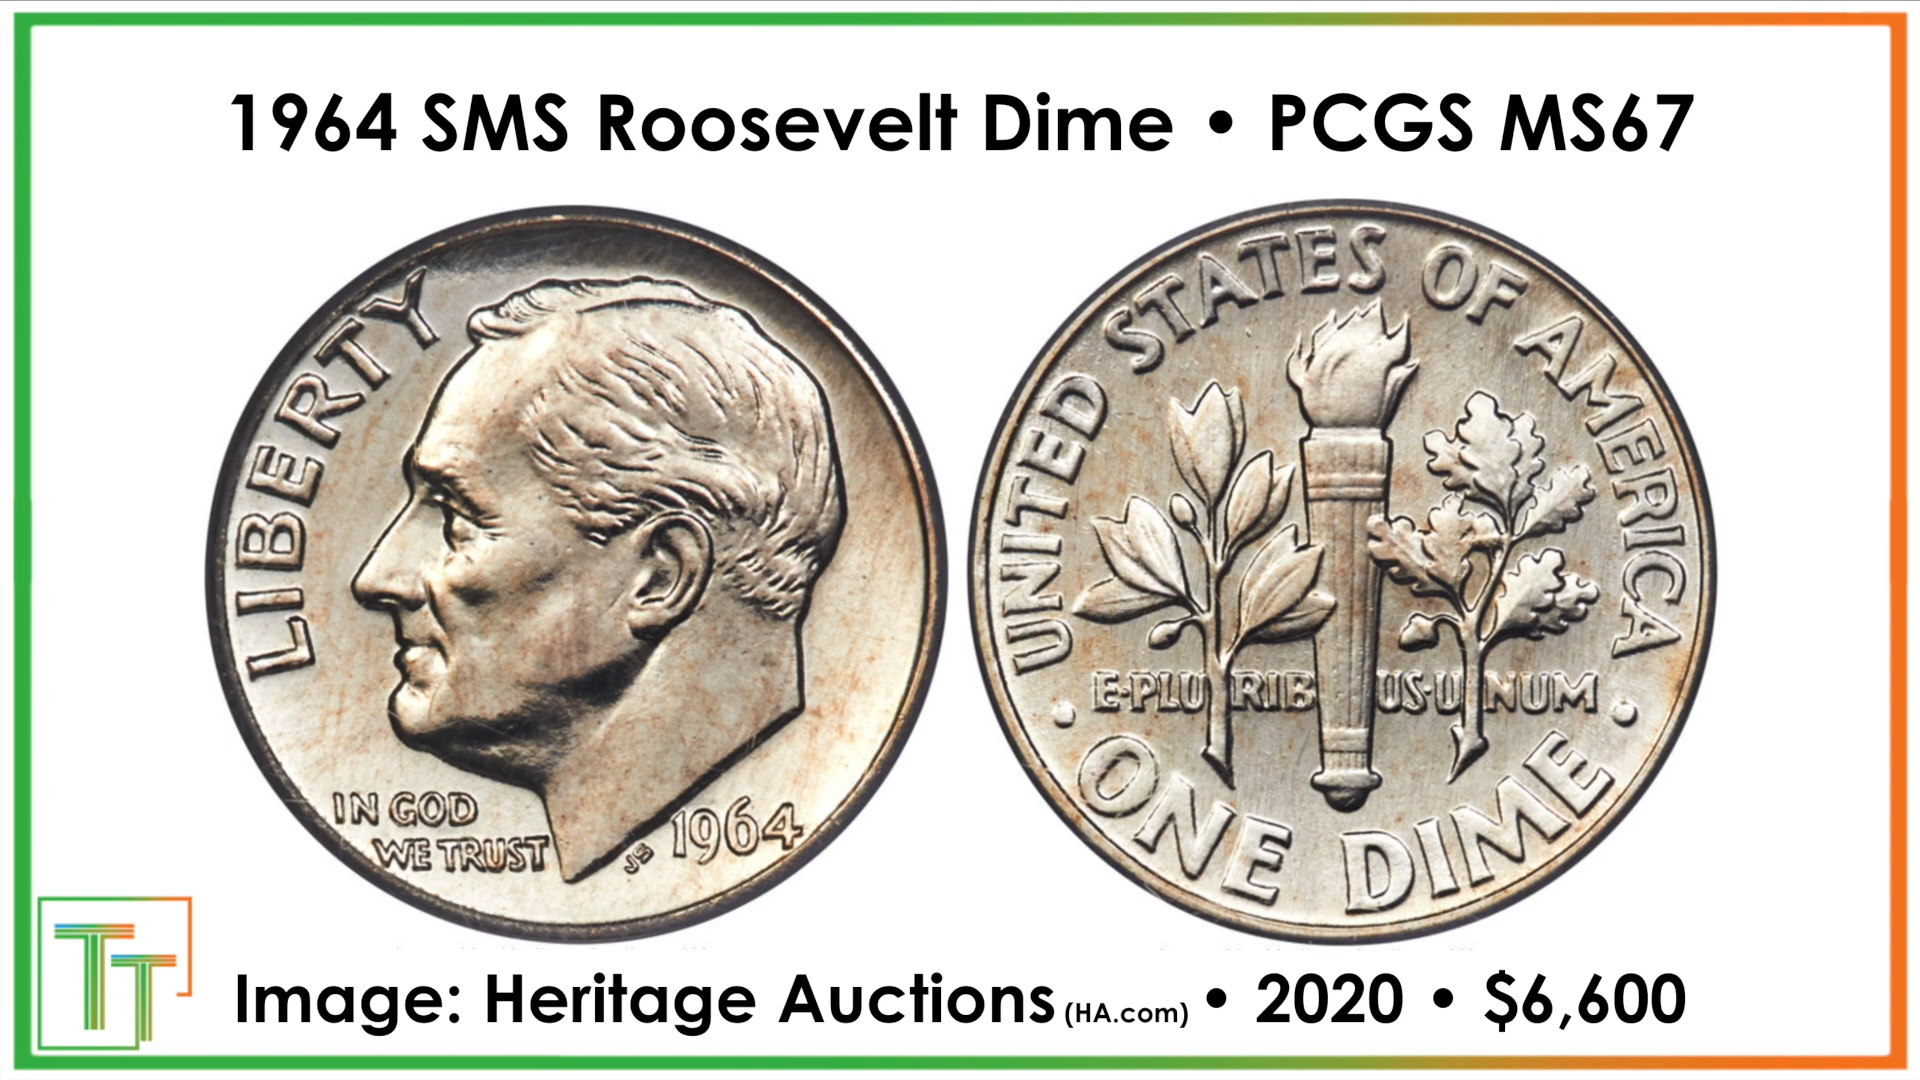 1964 SMS Roosevelt Dime • PCGS MS67
LIBERTY
IN GOD
WE TRUST
JS 1964
UNITED STATES OF AMERICA
E·PLURIBUS·UNUM
• ONE DIME •
TT
Image: Heritage Auctions (HA.com) • 2020 • $6,600